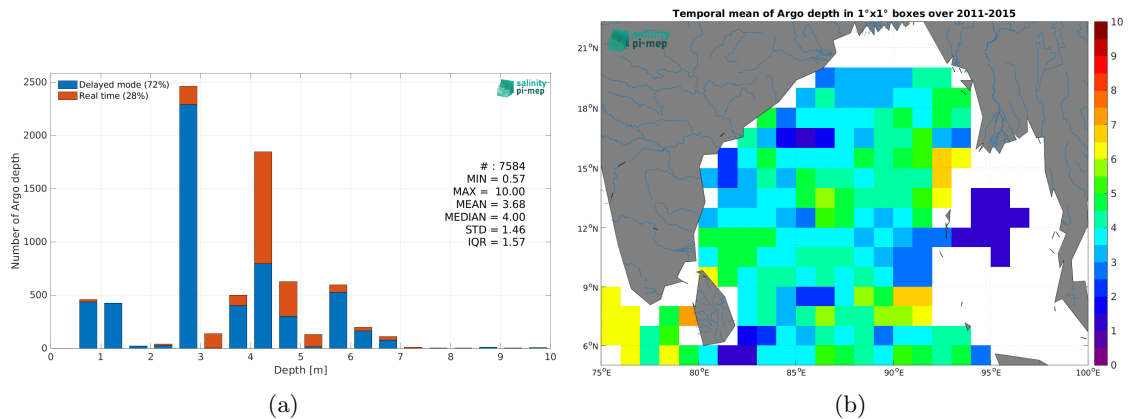 2500
2000
1500
1000
500
0
Number of Argo depth
Delayed mode (72%)
Real time (28%)
salinity
pi-mep
# : 7584
MIN = 0.57
MAX = 10.00
MEAN = 3.68
MEDIAN = 4.00
STD = 1.46
IQR = 1.57
0 1 2 3 4 5 6 7 8 9 10
Depth [m]
(a)
Temporal mean of Argo depth in 1°x1° boxes over 2011-2015
salinity
pi-mep
21°N
18°N
15°N
12°N
9°N
6°N
75°E 80°E 85°E 90°E 95°E 100°E
10
9
8
7
6
5
4
3
2
1
0
(b)